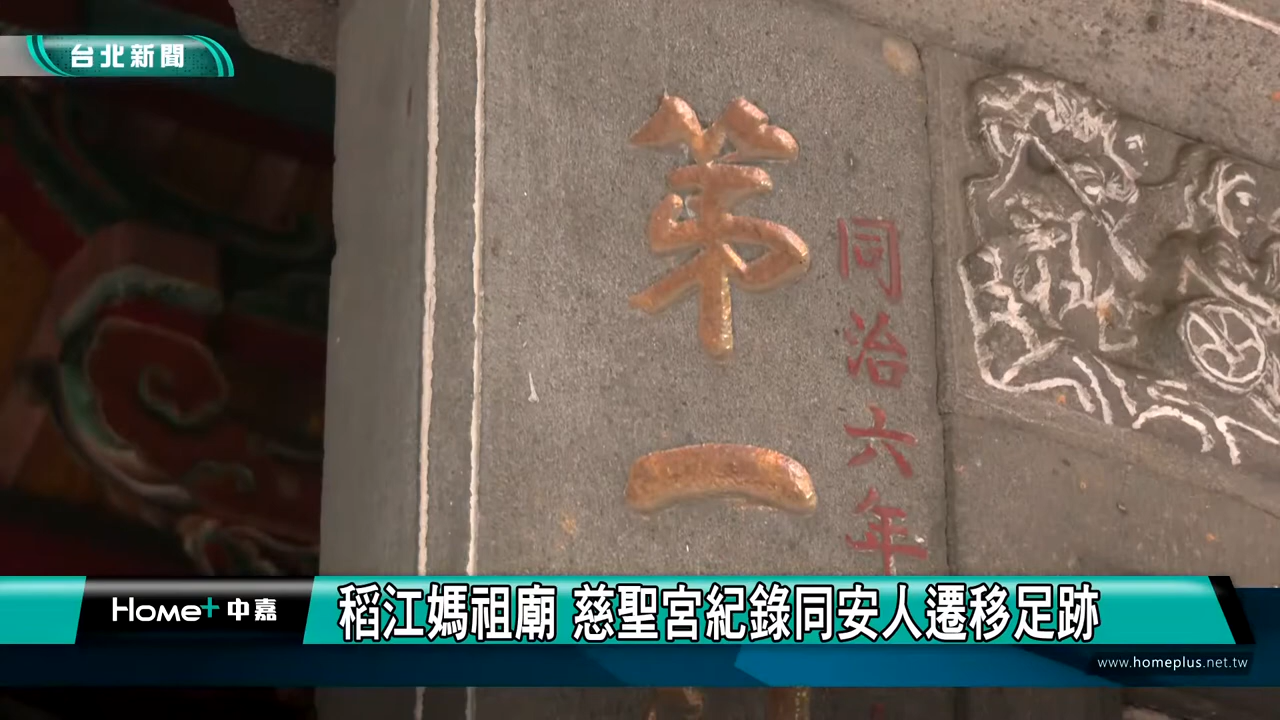 台北新聞
第一
同治六年
Home+中嘉
稻江媽祖廟 慈聖宮紀錄同安人遷移足跡
www.homeplus.net.tw